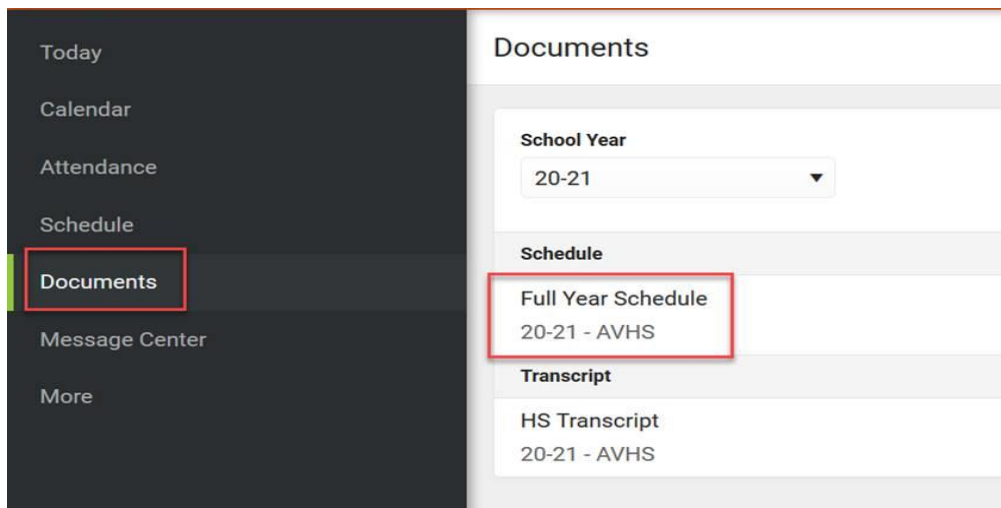 Today
Calendar
Attendance
Schedule
Documents
Message Center
More
Documents
School Year
20-21
Schedule
Full Year Schedule
20-21 - AVHS
Transcript
HS Transcript
20-21 - AVHS